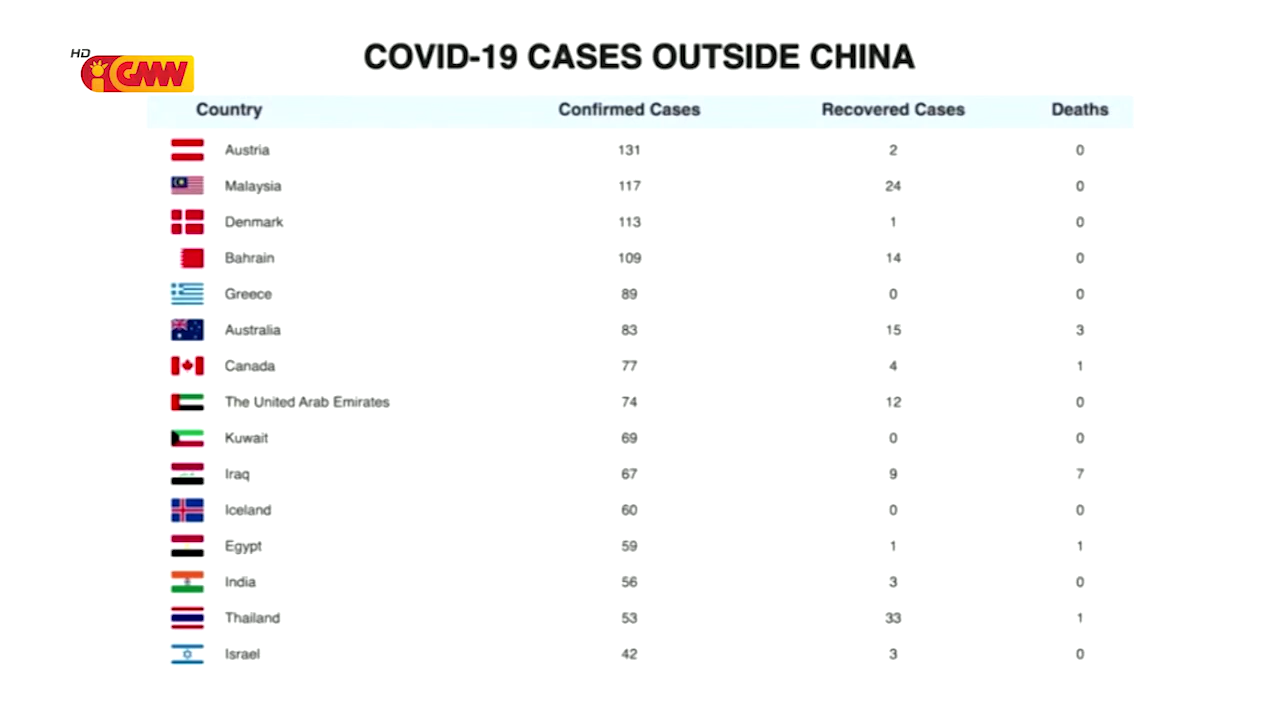 HD
iGMW
COVID-19 CASES OUTSIDE CHINA
Country Confirmed Cases Recovered Cases Deaths
Austria 131 2 0
Malaysia 117 24 0
Denmark 113 1 0
Bahrain 109 14 0
Greece 89 0 0
Australia 83 15 3
Canada 77 4 1
The United Arab Emirates 74 12 0
Kuwait 69 0 0
Iraq 67 9 7
Iceland 60 0 0
Egypt 59 1 1
India 56 3 0
Thailand 53 33 1
Israel 42 3 0